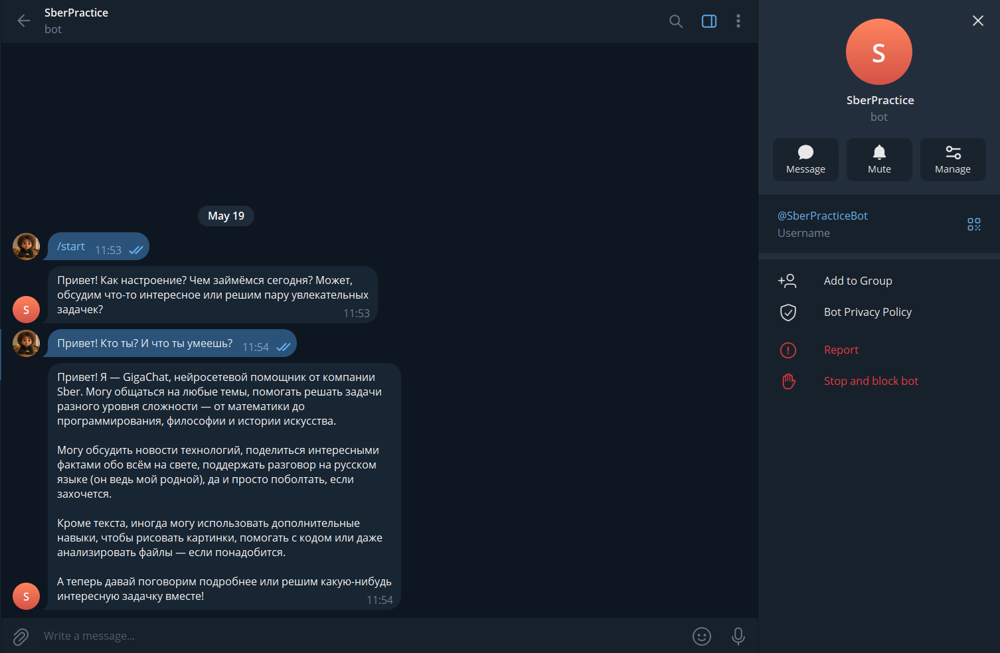 SberPractice
bot
May 19
/start 11:53
Привет! Как настроение? Чем займёмся сегодня? Может,
обсудим что-то интересное или решим пару увлекательных
задачек?
11:53
S
Привет! Кто ты? И что ты умеешь? 11:54
Привет! Я — GigaChat, нейросетевой помощник от компании
Sber. Могу общаться на любые темы, помогать решать задачи
разного уровня сложности — от математики до
программирования, философии и истории искусства.
Могу обсудить новости технологий, поделиться интересными
фактами обо всём на свете, поддержать разговор на русском
языке (он ведь мой родной), да и просто поболтать, если
захочется.
Кроме текста, иногда могу использовать дополнительные
навыки, чтобы рисовать картинки, помогать с кодом или даже
анализировать файлы — если понадобится.
А теперь давай поговорим подробнее или решим какую-нибудь
интересную задачку вместе!
11:54
S
Write a message...
S
SberPractice
bot
Message Mute Manage
@SberPracticeBot
Username
Add to Group
Bot Privacy Policy
Report
Stop and block bot